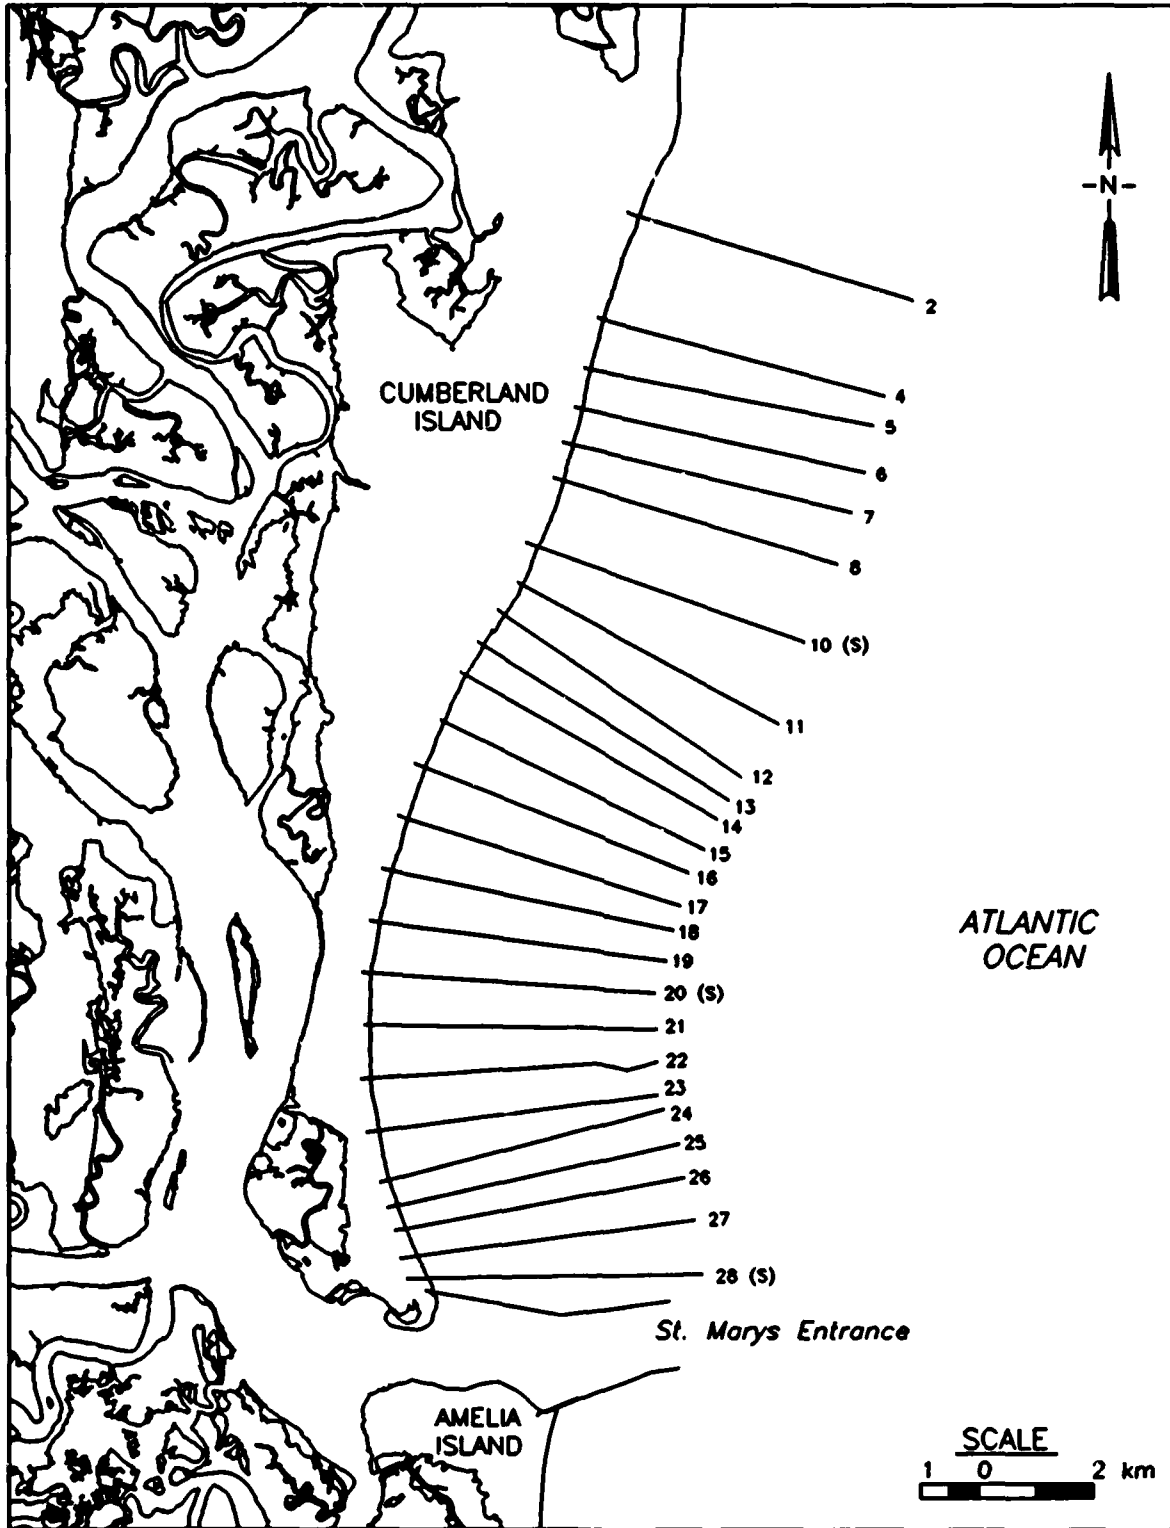 -N-
2
CUMBERLAND
ISLAND
4
5
6
7
8
10 (S)
11
12
13
14
15
16
17
18
ATLANTIC
OCEAN
19
20 (S)
21
22
23
24
25
26
27
28 (S)
St. Marys Entrance
AMELIA
ISLAND
SCALE
1 0 2 km